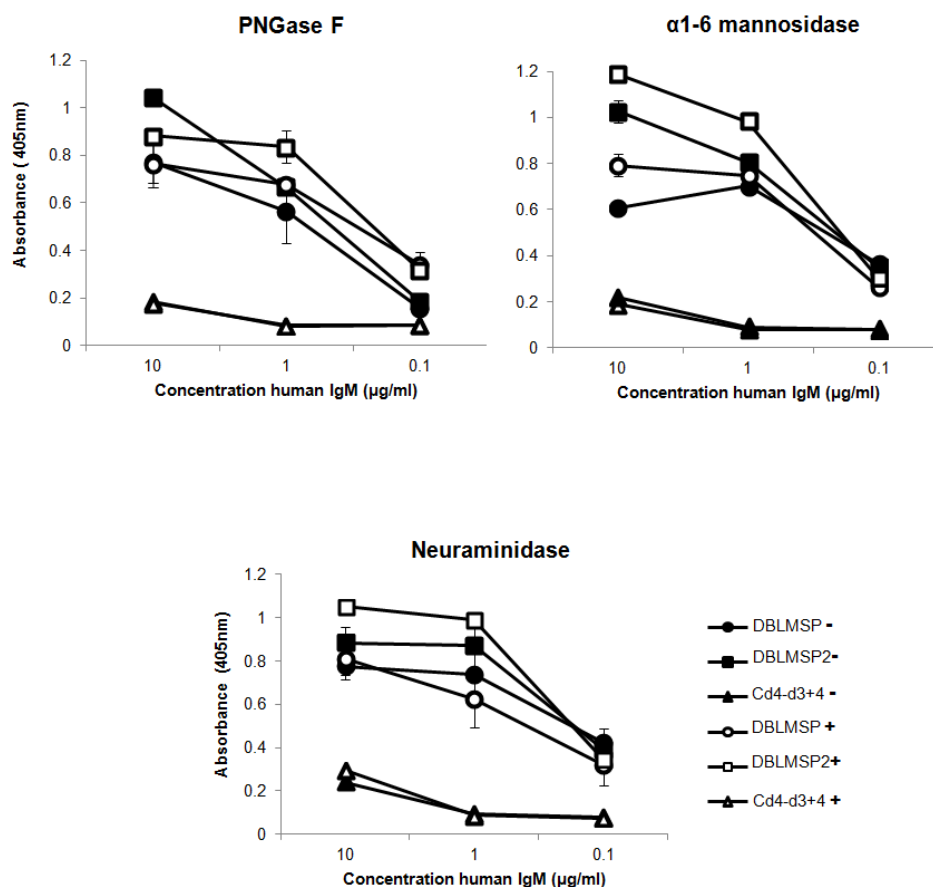 PNGase F
α1-6 mannosidase
Absorbance ( 405nm)
1.2
1
0.8
0.6
0.4
0.2
0
10 1 0.1
Concentration human IgM (µg/ml)
1.2
1
0.8
0.6
0.4
0.2
0
10 1 0.1
Concentration human IgM (µg/ml)
Neuraminidase
Absorbance (405nm)
1.2
1
0.8
0.6
0.4
0.2
0
10 1 0.1
Concentration human IgM (µg/ml)
DBLMSP -
DBLMSP2-
Cd4-d3+4 -
DBLMSP +
DBLMSP2+
Cd4-d3+4 +